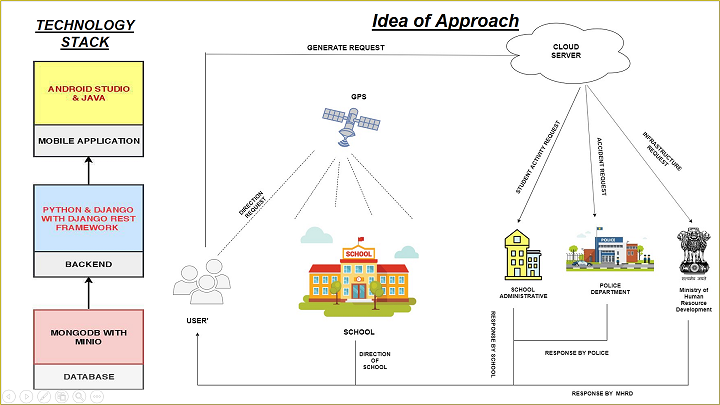 TECHNOLOGY
STACK
ANDROID STUDIO
& JAVA
MOBILE APPLICATION
PYTHON & DJANGO
WITH DJANGO REST
FRAMEWORK
BACKEND
MONGODB WITH
MINIO
DATABASE
Idea of Approach
GENERATE REQUEST
CLOUD
SERVER
GPS
DIRECTION
REQUEST
STUDENT ACTIVITY REQUEST
ACCIDENT REQUEST
INFRASTRUCTURE
REQUEST
SCHOOL
POLICE
USER'
SCHOOL
SCHOOL
ADMINISTRATIVE
POLICE
DEPARTMENT
Ministry of
Human
Resource
Development
DIRECTION
OF
SCHOOL
RESPONSE BY SCHOOL
RESPONSE BY POLICE
RESPONSE BY MHRD